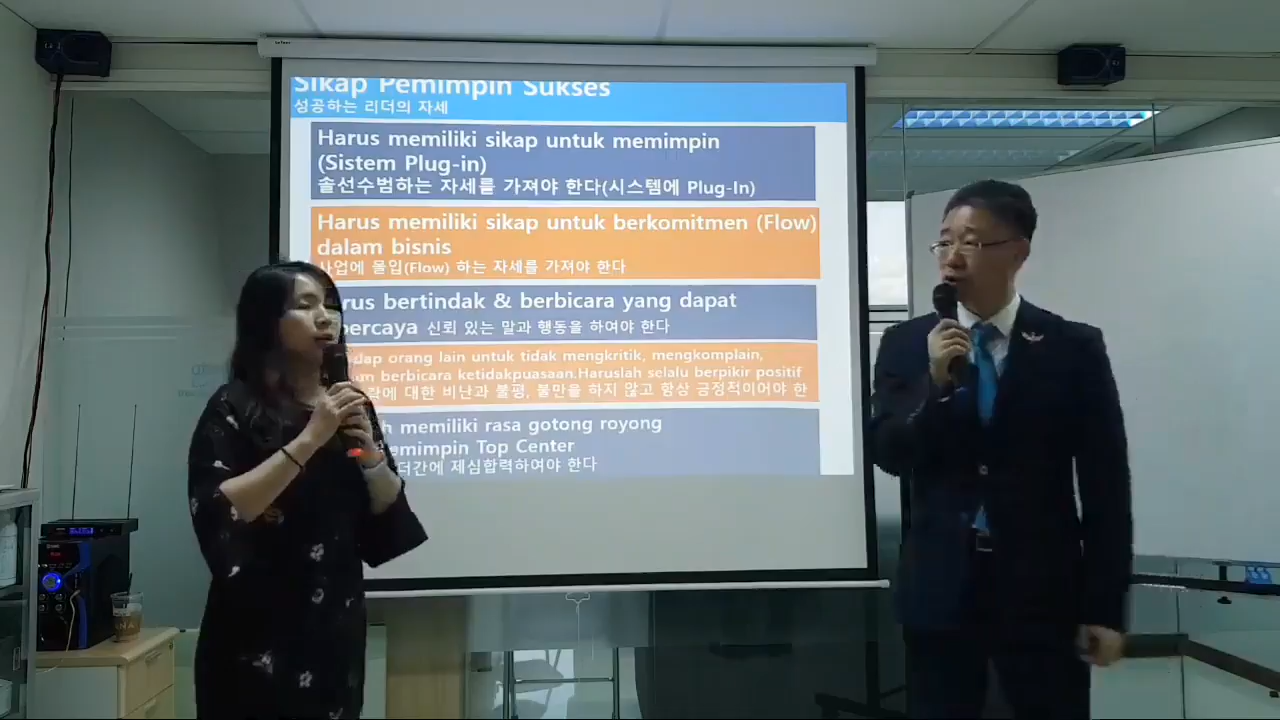 Sikap Pemimpin Sukses
성공하는 리더의 자세
Harus memiliki sikap untuk memimpin
(Sistem Plug-in)
솔선수범하는 자세를 가져야 한다(시스템에 Plug-In)
Harus memiliki sikap untuk berkomitmen (Flow)
dalam bisnis
사업에 몰입(Flow) 하는 자세를 가져야 한다
rus bertindak & berbicara yang dapat
percaya 신뢰 있는 말과 행동을 하여야 한다
dap orang lain untuk tidak mengkritik, mengkomplain,
un berbicara ketidakpuasaan.Haruslah selalu berpikir positif
에 대한 비난과 불평, 불만을 하지 않고 항상 긍정적이어야 한
h memiliki rasa gotong royong
emimpin Top Center
더간에 제심합력하여야 한다